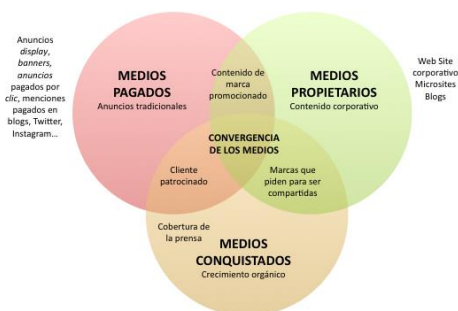 Anuncios
display,
banners,
anuncios
pagados por
clic, menciones
pagados en
blogs, Twitter,
Instagram...
MEDIOS
PAGADOS
Anuncios tradicionales
Contenido de
marca
promocionado
MEDIOS
PROPIETARIOS
Contenido corporativo
Web Site
corporativo
Microsites
Blogs
CONVERGENCIA
DE LOS MEDIOS
Cliente
patrocinado
Marcas que
piden para ser
compartidas
Cobertura de
la prensa
MEDIOS
CONQUISTADOS
Crecimiento orgánico